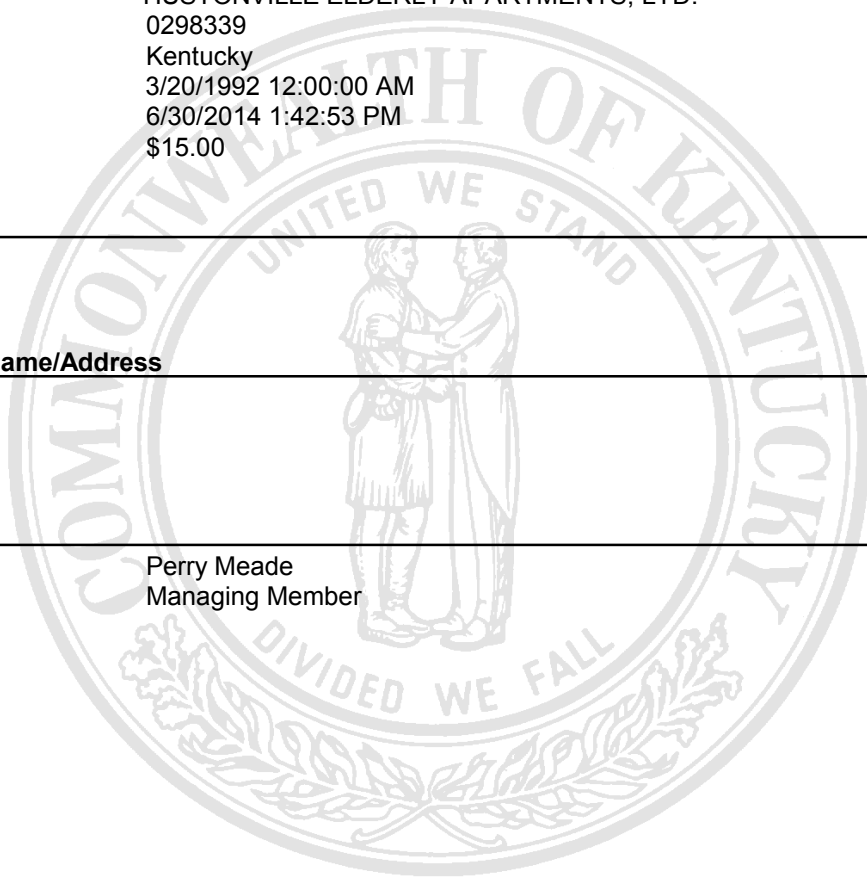 HUSTONVILLE ELDERLY APARTMENTS, LTD.
0298339
Kentucky
3/20/1992 12:00:00 AM
6/30/2014 1:42:53 PM
$15.00
COMMONWEALTH OF KENTUCKY
UNITED WE STAND
ame/Address
Perry Meade
Managing Member
DIVIDED WE FALL